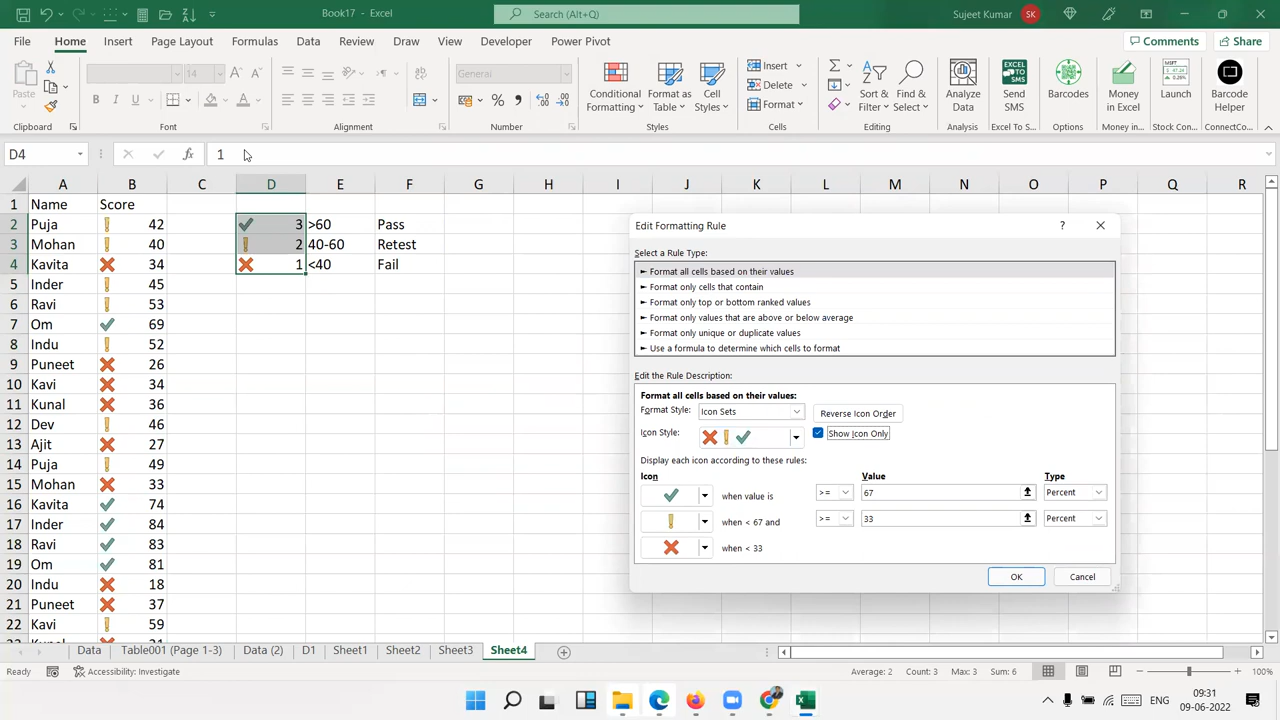 Book17 - Excel
Search (Alt+Q)
Sujeet Kumar SK
File Home Insert Page Layout Formulas Data Review View Draw Developer Power Pivot
Comments Share
Paste
14
General
Conditional Formatting
Format as Table
Cell Styles
Insert
Delete
Format
Sort & Filter
Find & Select
Analyze Data
Send SMS
Barcodes
Money in Excel
Launch
Barcode Helper
Clipboard Font Alignment Number Styles Cells Editing Analysis Excel To S... Options Money in Excel Stock Con... ConnectCo...
D4 fx 1
A B C D E F G H I J K L M N O P Q R
1 Name Score
2 Puja 42 3 >60 Pass
3 Mohan 40 2 40-60 Retest
4 Kavita 34 1 <40 Fail
5 Inder 45
6 Ravi 53
7 Om 69
8 Indu 52
9 Puneet 26
10 Kavi 34
11 Kunal 36
12 Dev 46
13 Ajit 27
14 Puja 49
15 Mohan 33
16 Kavita 74
17 Inder 84
18 Ravi 83
19 Om 81
20 Indu 18
21 Puneet 37
22 Kavi 59
23 Kunal 31
Edit Formatting Rule ?
Select a Rule Type:
► Format all cells based on their values
► Format only cells that contain
► Format only top or bottom ranked values
► Format only values that are above or below average
► Format only unique or duplicate values
► Use a formula to determine which cells to format
Edit the Rule Description:
Format all cells based on their values:
Format Style: Icon Sets Reverse Icon Order
Icon Style: Show Icon Only
Display each icon according to these rules:
Icon Value Type
when value is >= 67 Percent
when < 67 and >= 33 Percent
when < 33
OK Cancel
Data Table001 (Page 1-3) Data (2) D1 Sheet1 Sheet2 Sheet3 Sheet4
Ready Accessibility: Investigate Average: 2 Count: 3 Max: 3 Sum: 6 100%
ENG 09:31
09-06-2022